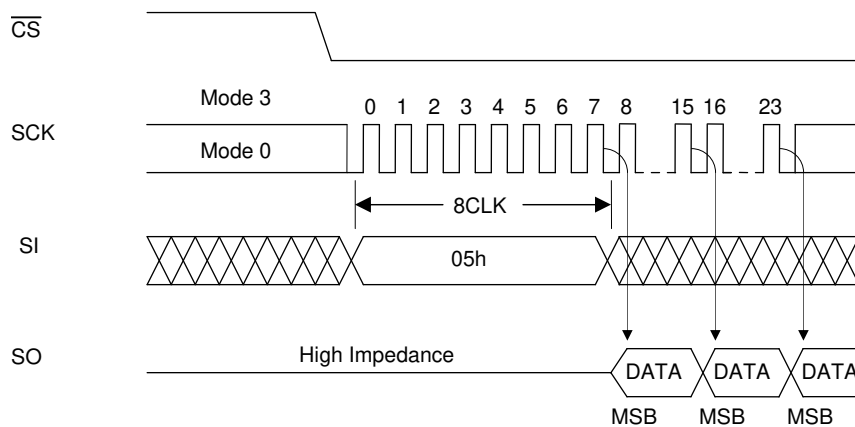 CS
Mode 3
0 1 2 3 4 5 6 7 8 15 16 23
SCK
Mode 0
8CLK
SI
05h
SO
High Impedance
DATA DATA DATA
MSB MSB MSB